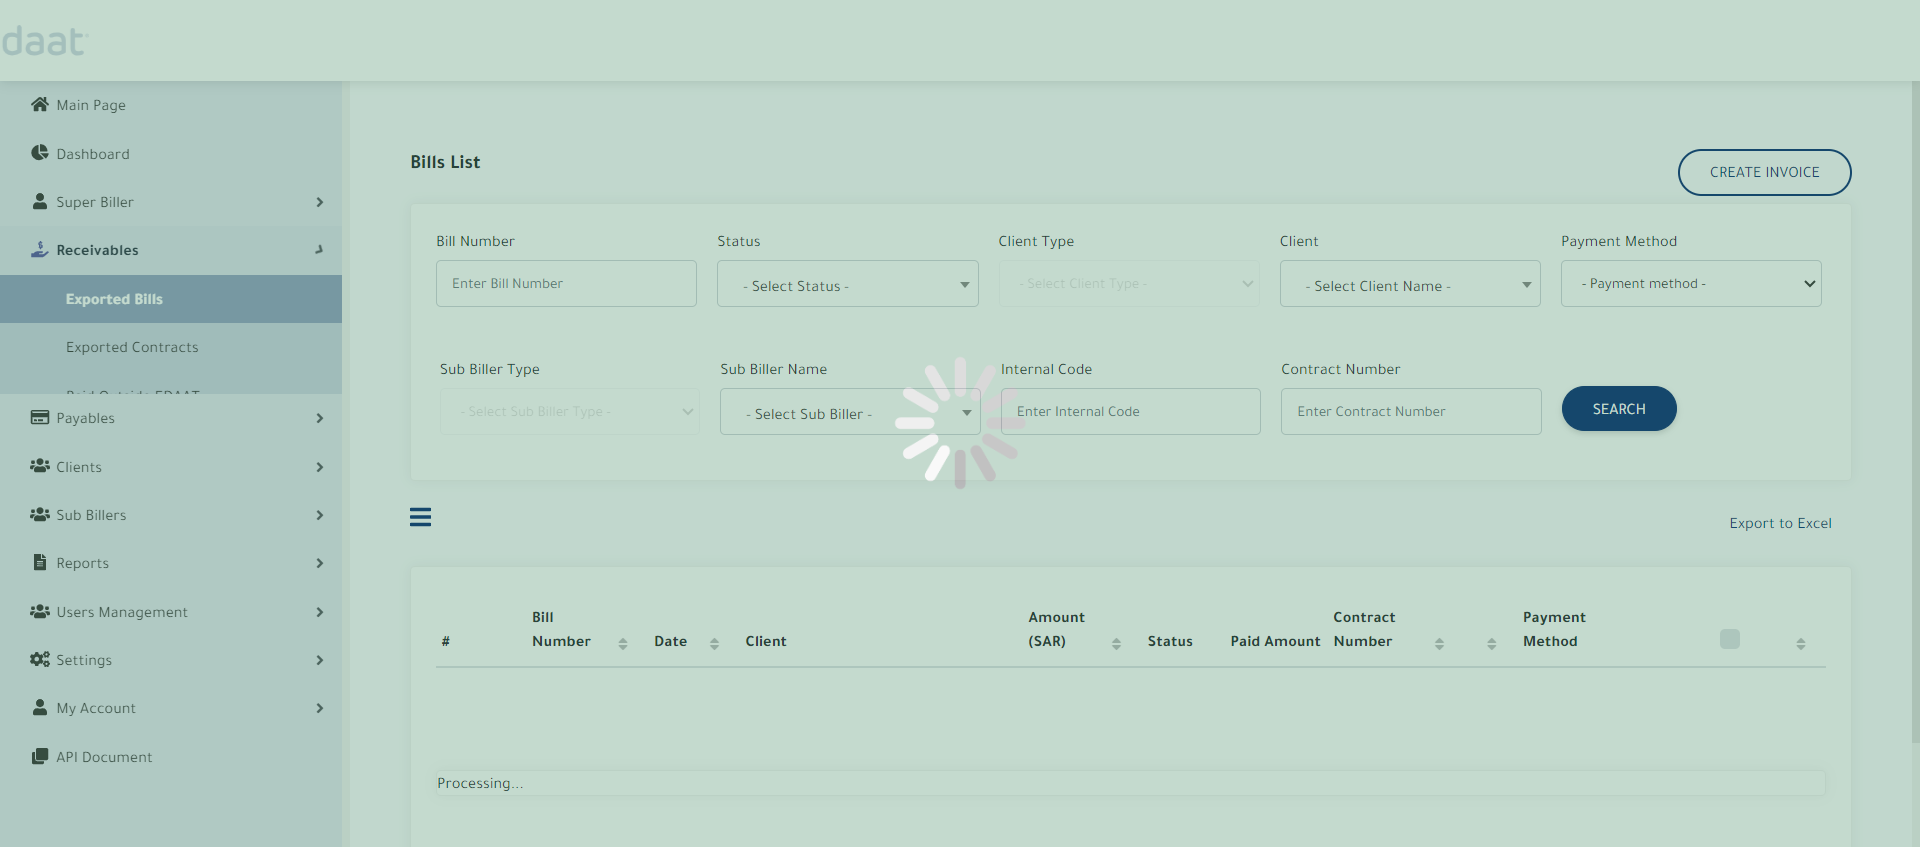 daat
Main Page
Dashboard
Super Biller
Receivables
Exported Bills
Exported Contracts
Paid Outside EDAAT
Payables
Clients
Sub Billers
Reports
Users Management
Settings
My Account
API Document
Bills List
CREATE INVOICE
Bill Number
Status
Client Type
Client
Payment Method
Enter Bill Number
- Select Status -
- Select Client Type -
- Select Client Name -
- Payment method -
Sub Biller Type
Sub Biller Name
Internal Code
Contract Number
- Select Sub Biller Type -
- Select Sub Biller -
Enter Internal Code
Enter Contract Number
SEARCH
Export to Excel
#
Bill
Number
Date
Client
Amount
(SAR)
Status
Paid Amount
Contract
Number
Payment
Method
Processing...